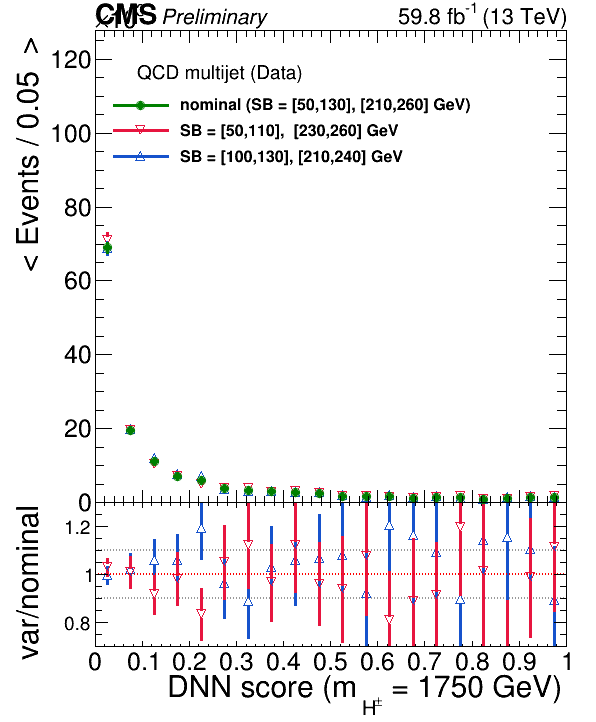 CMS Preliminary 59.8 fb⁻¹ (13 TeV)
< Events / 0.05 >
QCD multijet (Data)
nominal (SB = [50,130], [210,260] GeV)
SB = [50,110], [230,260] GeV
SB = [100,130], [210,240] GeV
120
100
80
60
40
20
0
var/nominal
1.2
1
0.8
0 0.1 0.2 0.3 0.4 0.5 0.6 0.7 0.8 0.9 1
DNN score (m_H± = 1750 GeV)